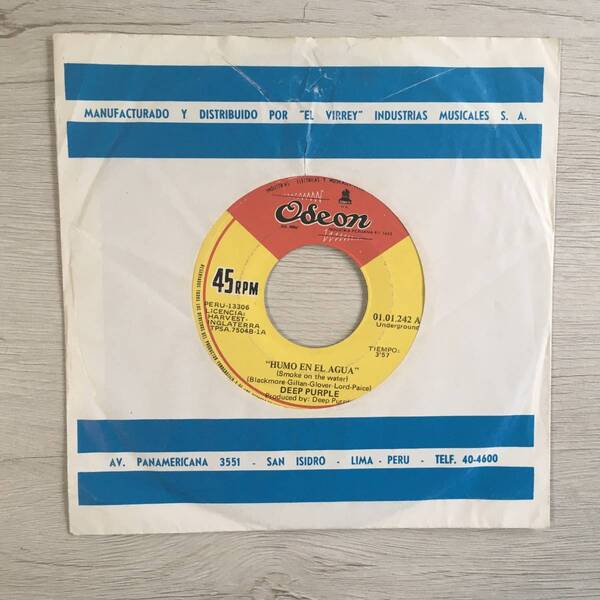 MANUFACTURADO Y DISTRIBUIDO POR "EL VIRREY" INDUSTRIAS MUSICALES S. A.
Odeon
45 RPM
PERU-13306
LICENCIA:
HARVEST-
INGLATERRA
TPSA.7504B-1A
01.01.242 A
Underground
TIEMPO:
3'57
"HUMO EN EL AGUA"
(Smoke on the water)
(Blackmore-Gillan-Glover-Lord-Paice)
DEEP PURPLE
Produced by: Deep Purple
AV. PANAMERICANA 3551 - SAN ISIDRO - LIMA - PERU - TELF. 40-4600